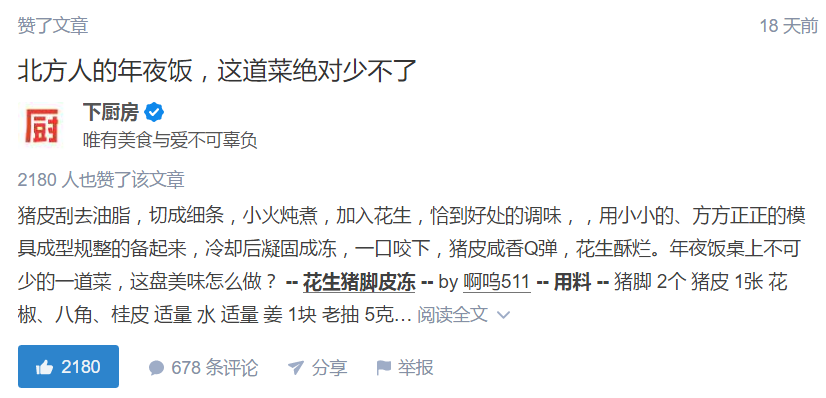 赞了文章 18 天前
北方人的年夜饭，这道菜绝对少不了
厨
下厨房
唯有美食与爱不可辜负
2180 人也赞了该文章
猪皮刮去油脂，切成细条，小火炖煮，加入花生，恰到好处的调味，，用小小的、方方正正的模
具成型规整的备起来，冷却后凝固成冻，一口咬下，猪皮咸香Q弹，花生酥烂。年夜饭桌上不可
少的一道菜，这盘美味怎么做？ -- 花生猪脚皮冻 -- by 啊呜511 -- 用料 -- 猪脚 2个 猪皮 1张 花
椒、八角、桂皮 适量 水 适量 姜 1块 老抽 5克... 阅读全文
2180 678 条评论 分享 举报